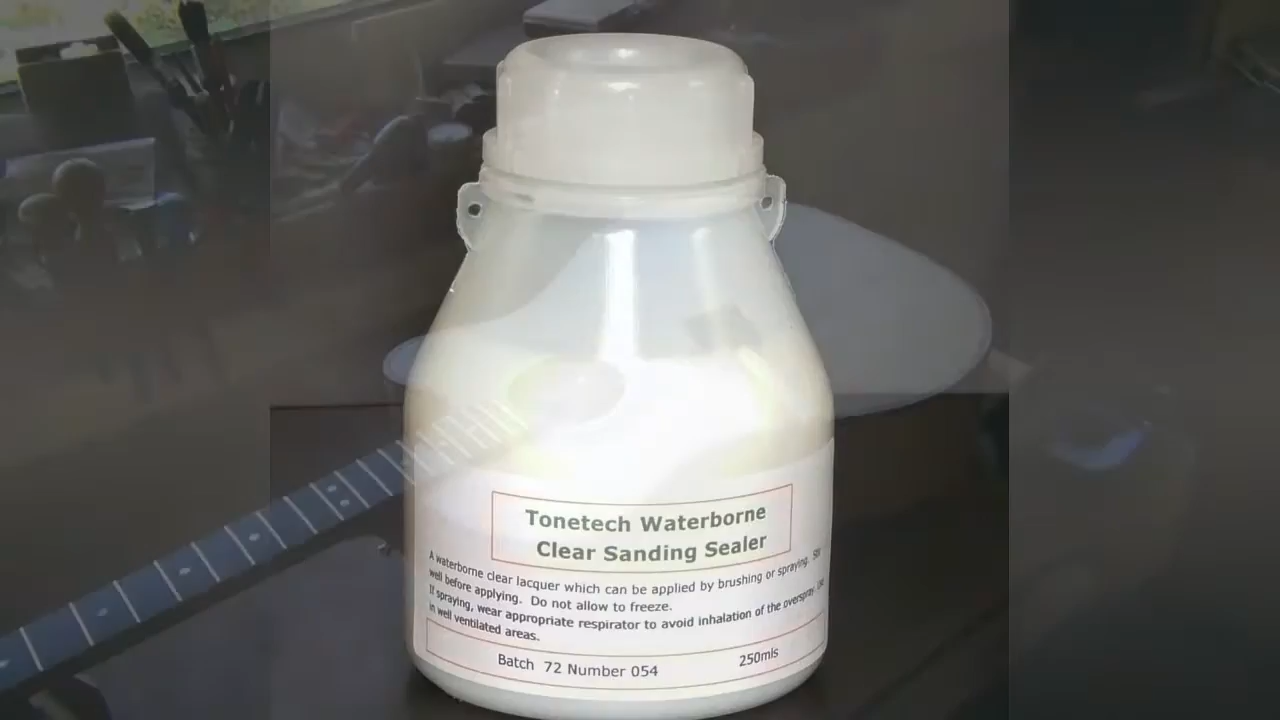 Tonetech Waterborne
Clear Sanding Sealer
A waterborne clear lacquer which can be applied by brushing or spraying. Stir
well before applying. Do not allow to freeze.
If spraying, wear appropriate respirator to avoid inhalation of the overspray. Use
in well ventilated areas.
Batch 72 Number 054
250mls